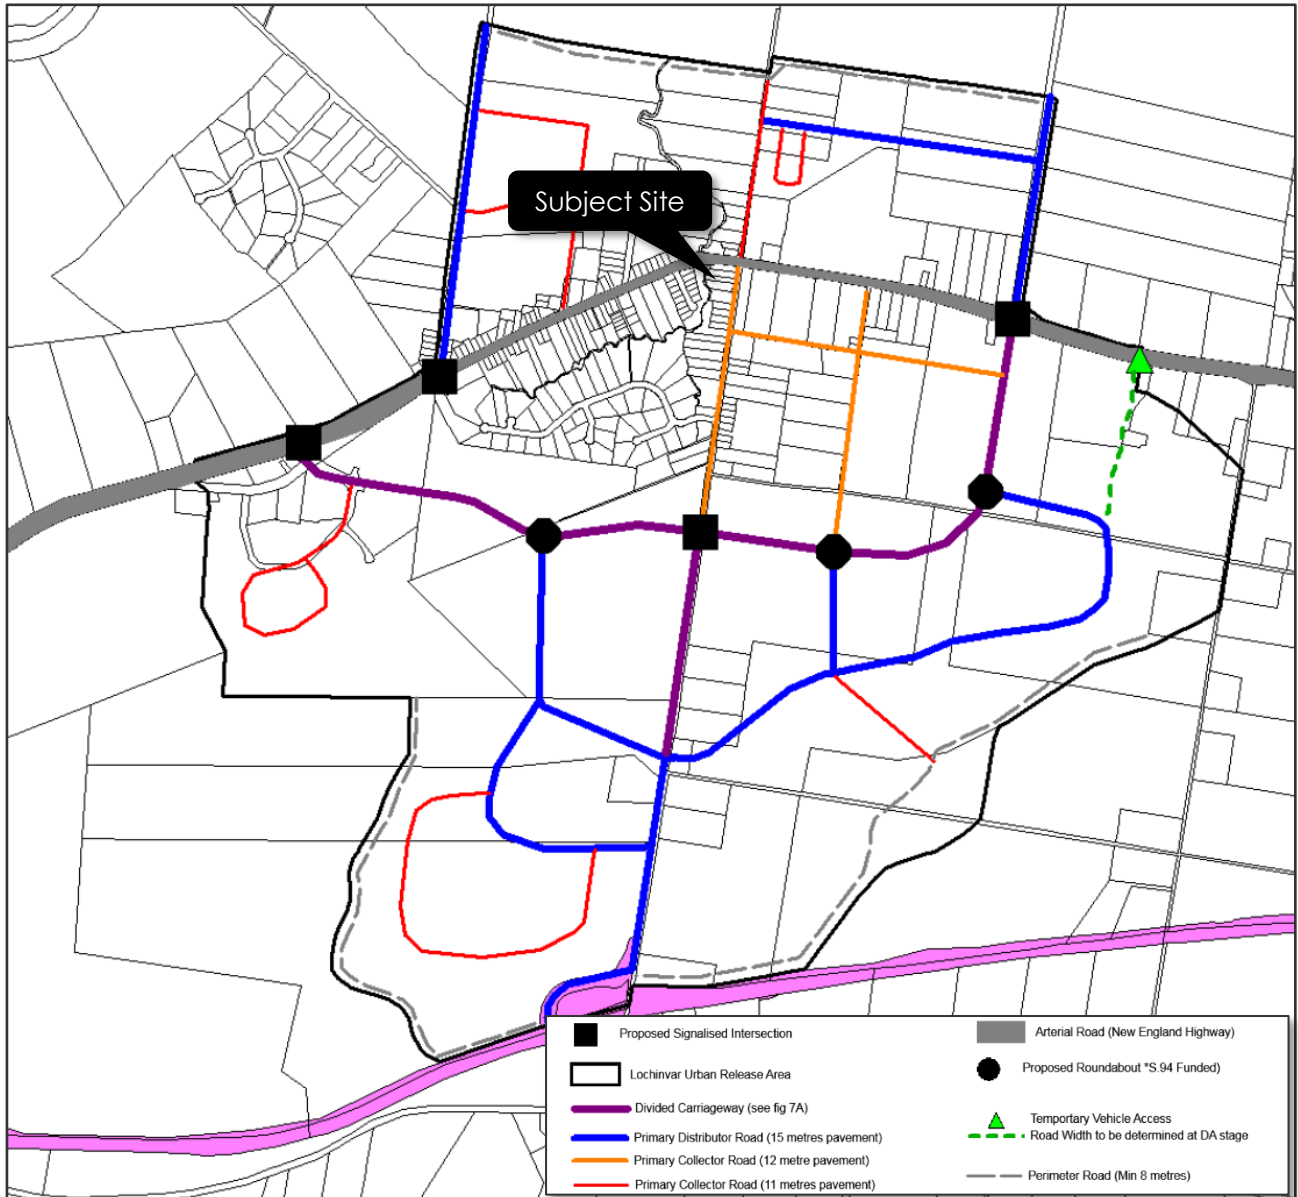 Subject Site
Proposed Signalised Intersection
Lochinvar Urban Release Area
Divided Carriageway (see fig 7A)
Primary Distributor Road (15 metres pavement)
Primary Collector Road (12 metre pavement)
Primary Collector Road (11 metres pavement)
Arterial Road (New England Highway)
Proposed Roundabout *S.94 Funded)
Temportary Vehicle Access
Road Width to be determined at DA stage
Perimeter Road (Min 8 metres)